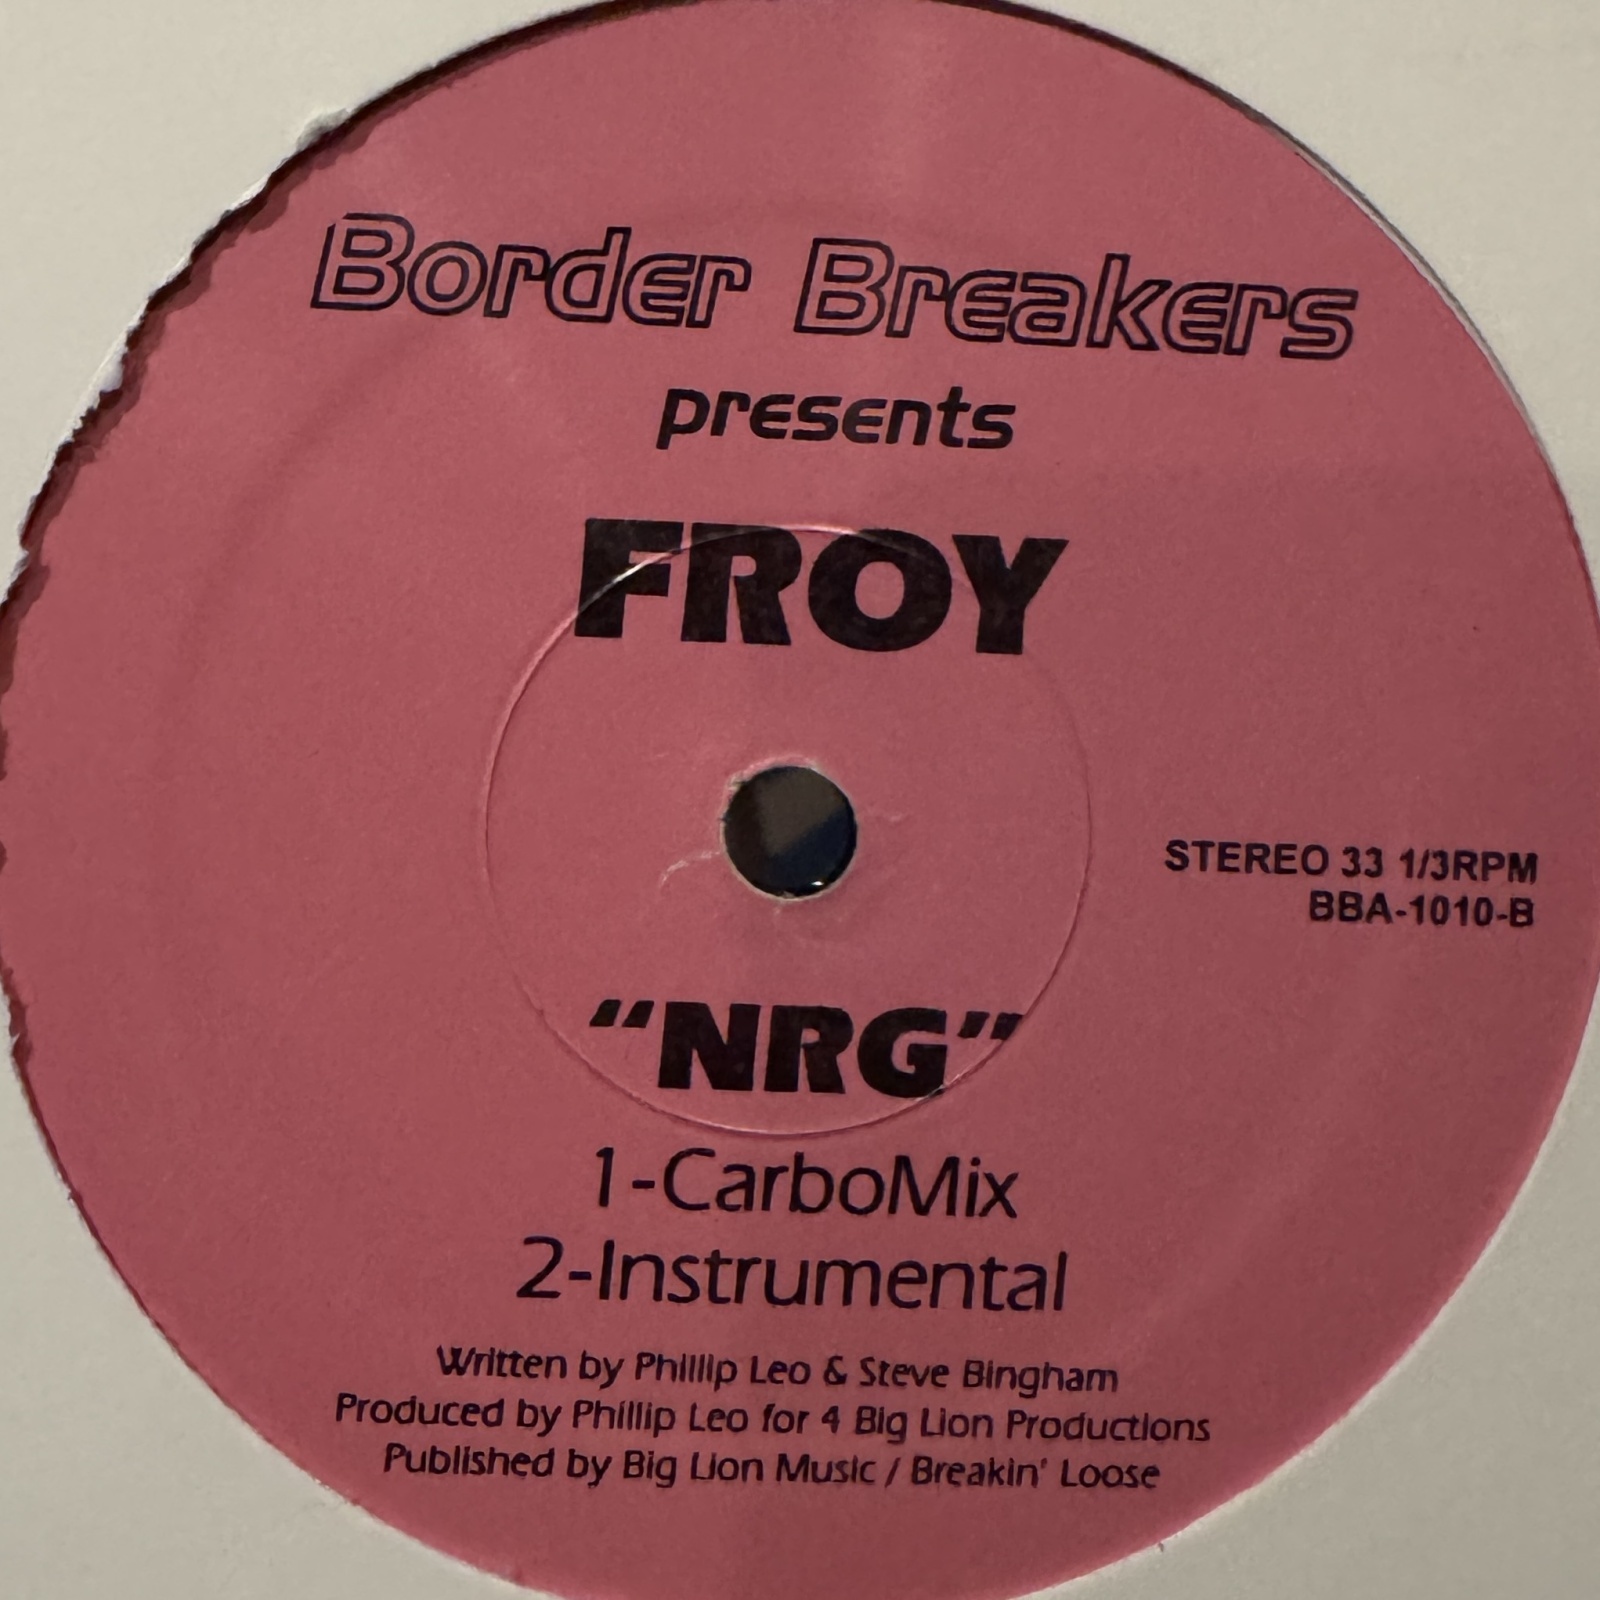 Border Breakers
presents
FROY
STEREO 33 1/3RPM
BBA-1010-B
“NRG”
1-CarboMix
2-Instrumental
Written by Phillip Leo & Steve Bingham
Produced by Phillip Leo for 4 Big Lion Productions
Published by Big Lion Music / Breakin' Loose